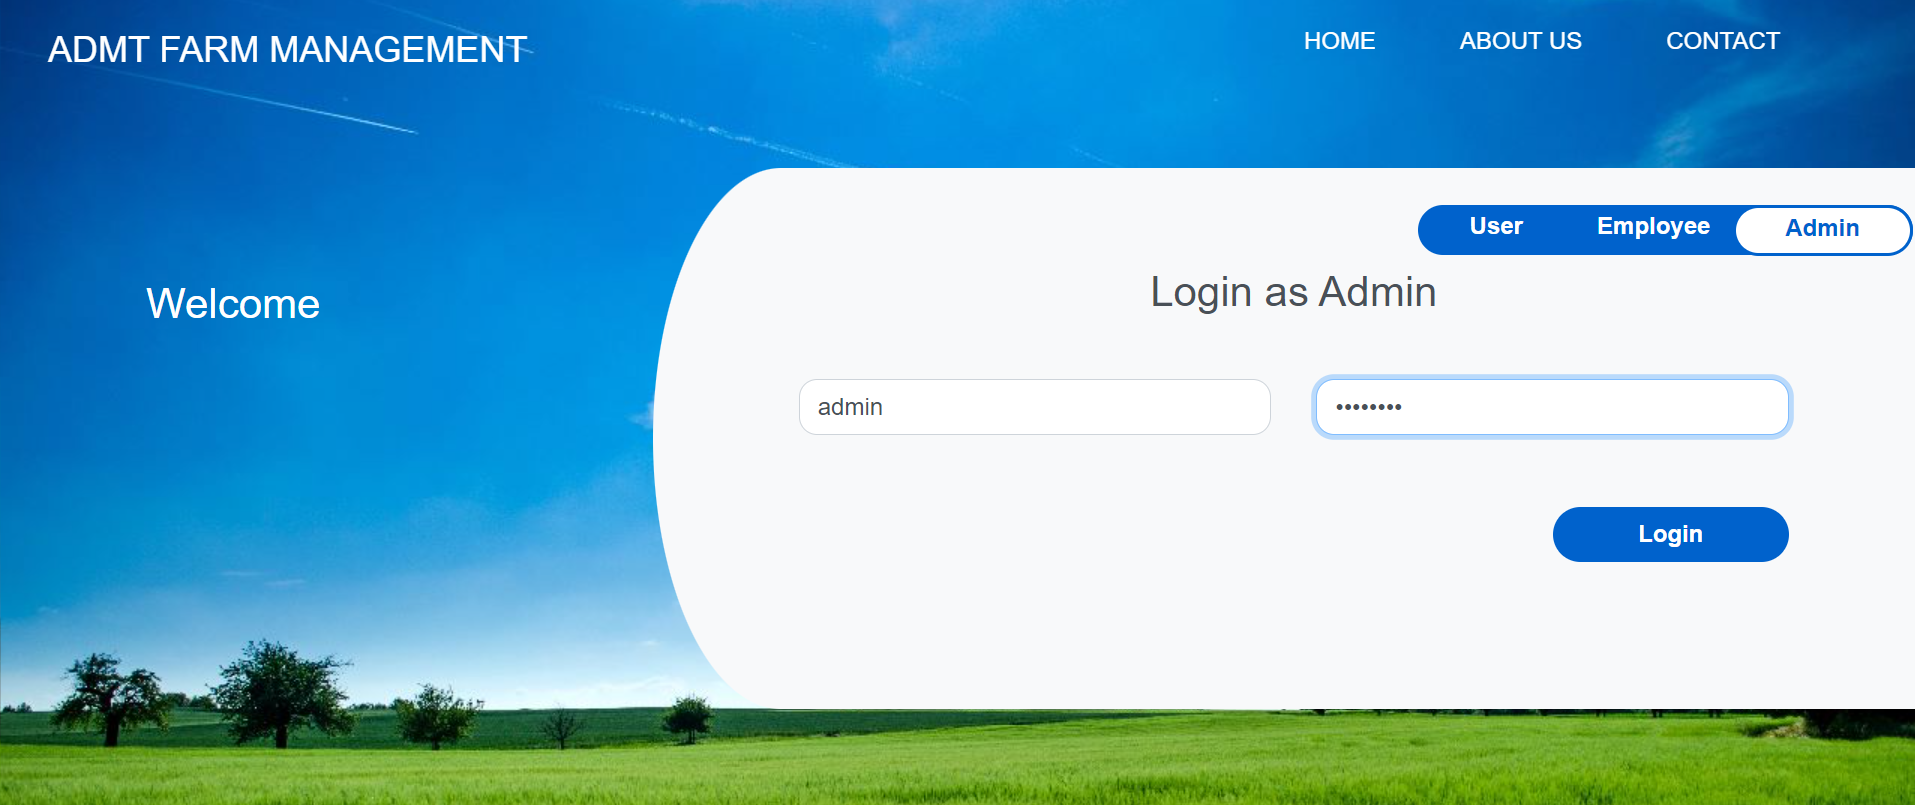 ADMT FARM MANAGEMENT
HOME ABOUT US CONTACT
User Employee Admin
Login as Admin
Welcome
admin ••••••••
Login